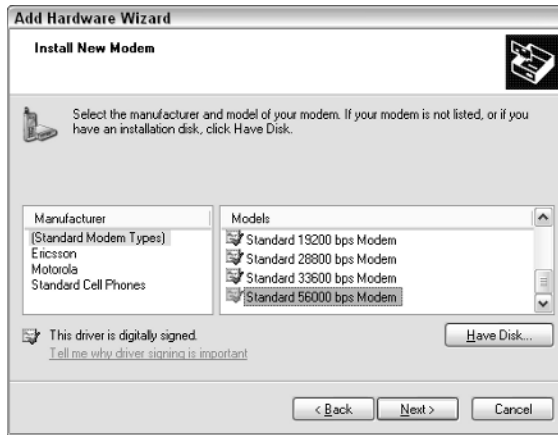 Add Hardware Wizard
Install New Modem
Select the manufacturer and model of your modem. If your modem is not listed, or if you
have an installation disk, click Have Disk.
Manufacturer
(Standard Modem Types)
Ericsson
Motorola
Standard Cell Phones
Models
Standard 19200 bps Modem
Standard 28800 bps Modem
Standard 33600 bps Modem
Standard 56000 bps Modem
This driver is digitally signed.
Tell me why driver signing is important
Have Disk...
< Back
Next >
Cancel